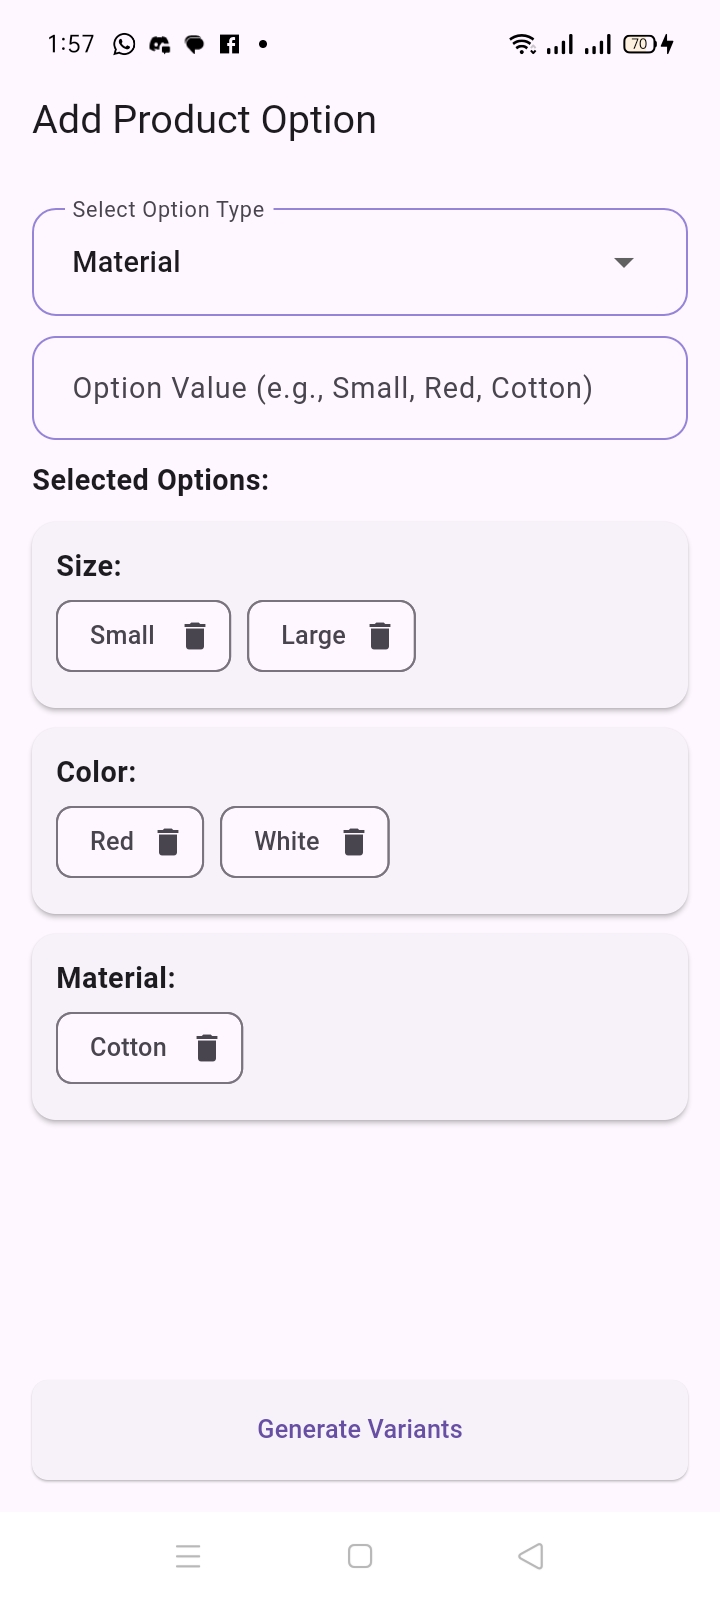 1:57
70
Add Product Option
Select Option Type
Material
Option Value (e.g., Small, Red, Cotton)
Selected Options:
Size:
Small Large
Color:
Red White
Material:
Cotton
Generate Variants